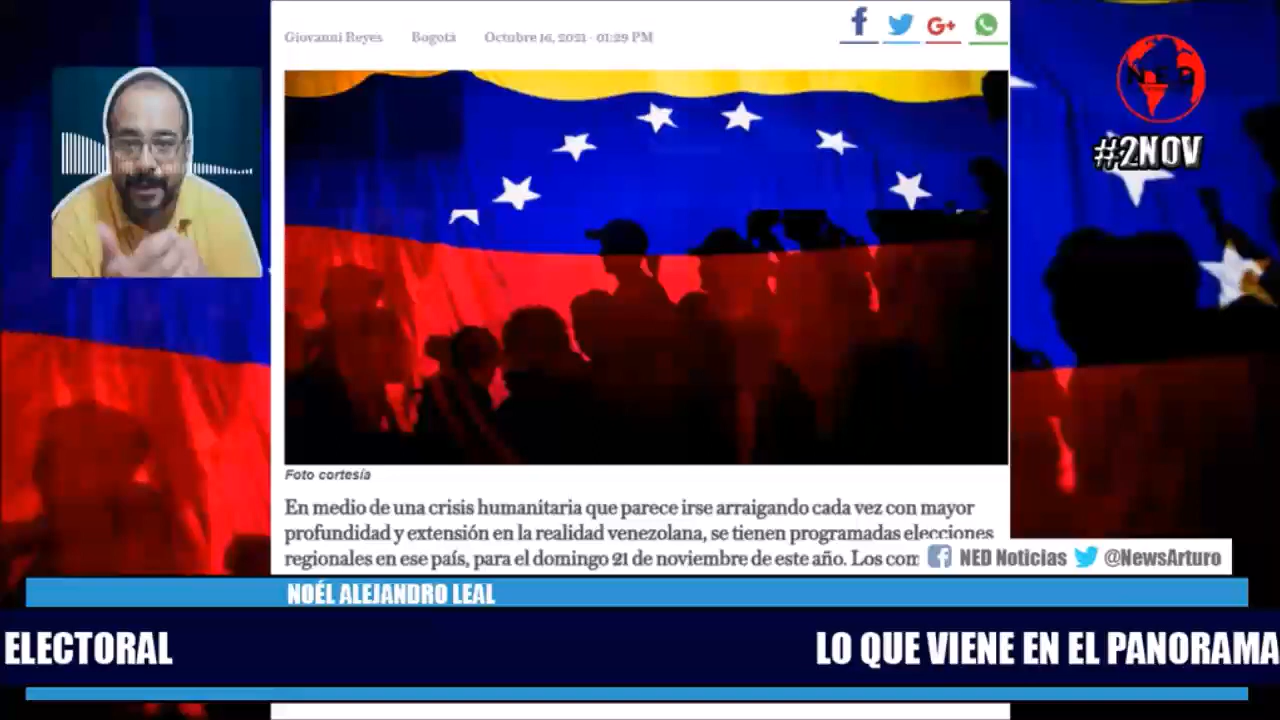 Giovanni Reyes Bogotá Octubre 16, 2021 - 01:29 PM
f G+
NED
#2NOV
Foto cortesía
En medio de una crisis humanitaria que parece irse arraigando cada vez con mayor
profundidad y extensión en la realidad venezolana, se tienen programadas elecciones
regionales en ese país, para el domingo 21 de noviembre de este año. Los com
NED Noticias @NewsArturo
NOÉL ALEJANDRO LEAL
ELECTORAL LO QUE VIENE EN EL PANORAMA